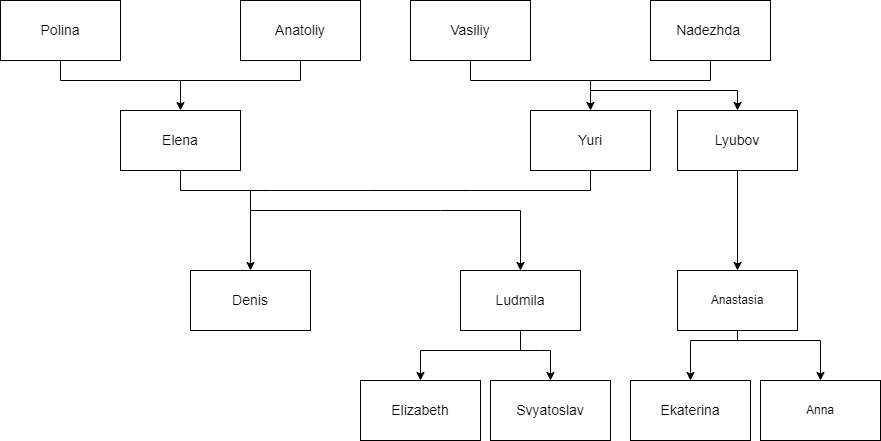 Polina
Anatoliy
Vasiliy
Nadezhda
Elena
Yuri
Lyubov
Denis
Ludmila
Anastasia
Elizabeth
Svyatoslav
Ekaterina
Anna